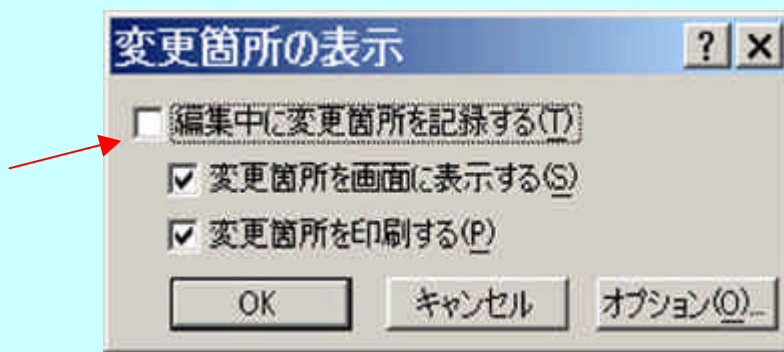 変更箇所の表示
編集中に変更箇所を記録する(T)
変更箇所を画面に表示する(S)
変更箇所を印刷する(P)
OK キャンセル オプション(O)...